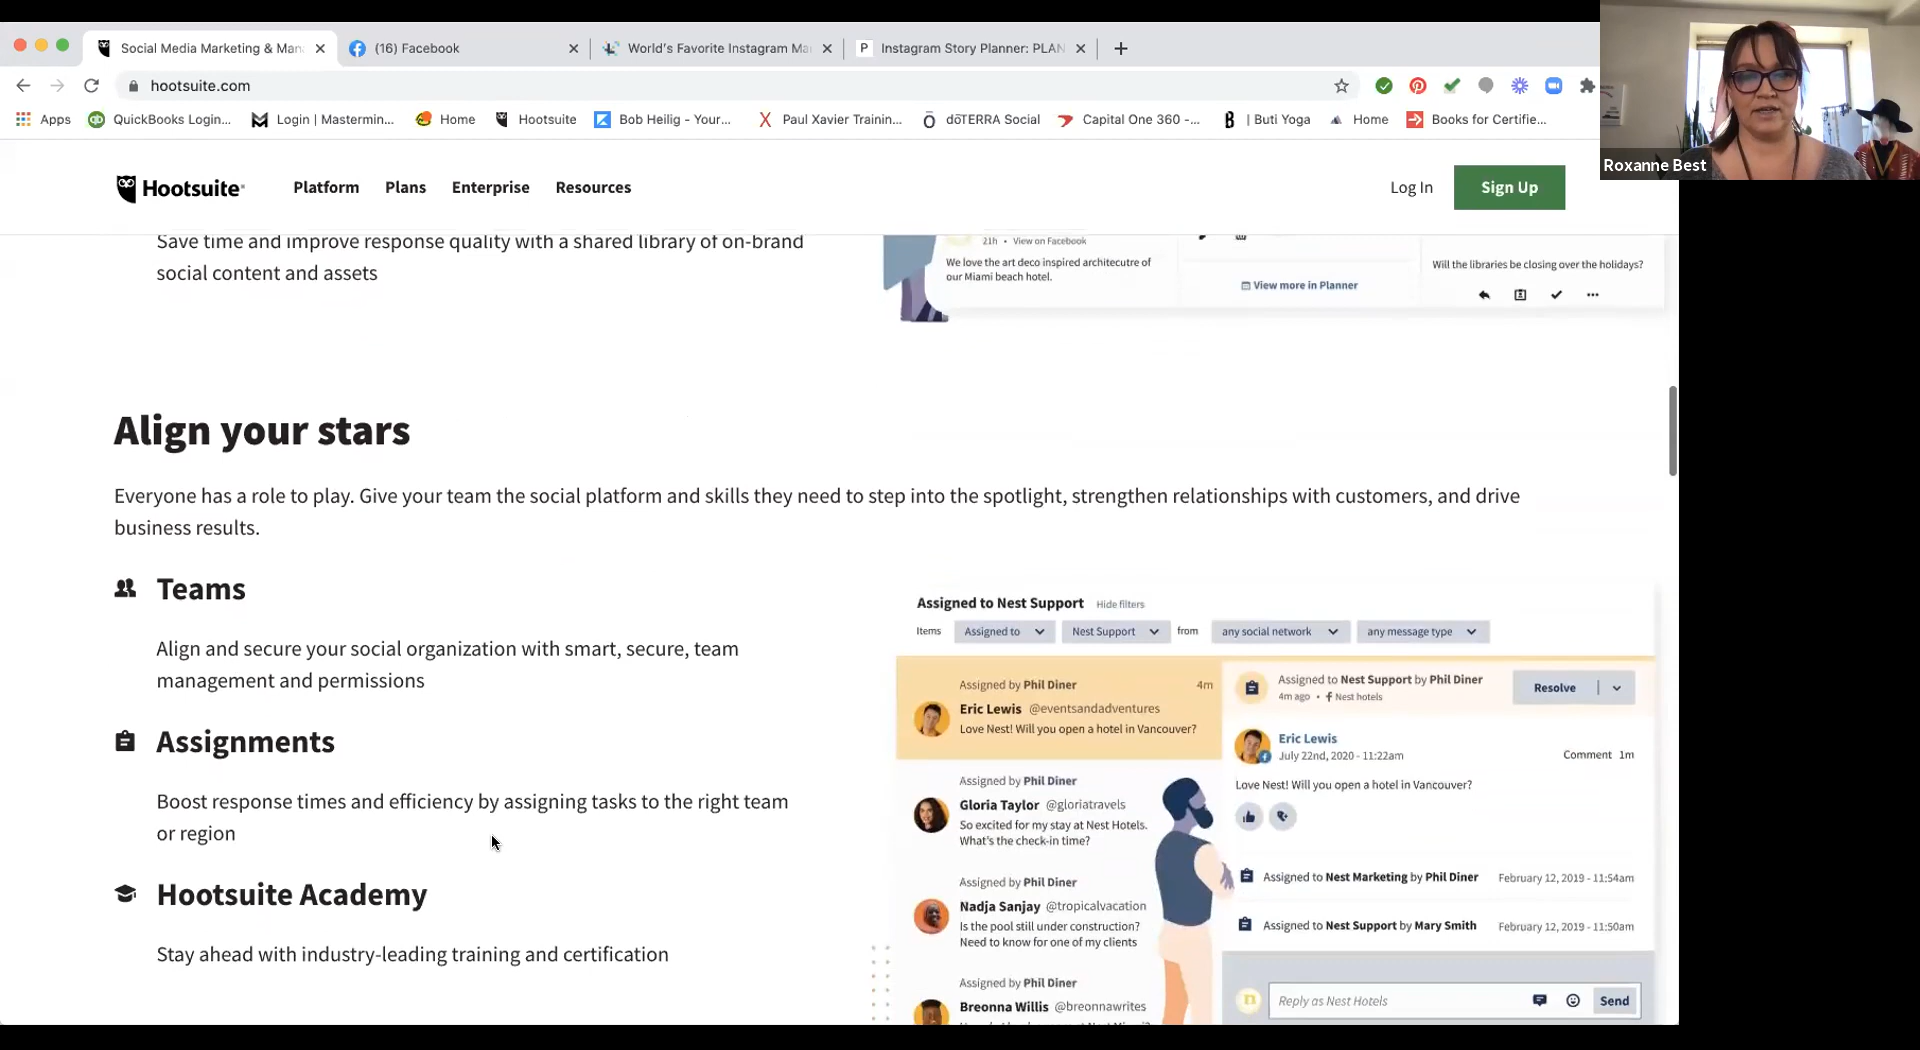 Social Media Marketing & Man
(16) Facebook
World's Favorite Instagram Ma
Instagram Story Planner: PLAN
hootsuite.com
Apps
QuickBooks Login...
Login | Mastermin...
Home
Hootsuite
Bob Heilig - Your...
Paul Xavier Trainin...
dōTERRA Social
Capital One 360 -...
| Buti Yoga
Home
Books for Certifie...
Roxanne Best
Hootsuite
Platform
Plans
Enterprise
Resources
Log In
Sign Up
Save time and improve response quality with a shared library of on-brand
social content and assets
21h • View on Facebook
We love the art deco inspired architecutre of
our Miami beach hotel.
View more in Planner
Will the libraries be closing over the holidays?
Align your stars
Everyone has a role to play. Give your team the social platform and skills they need to step into the spotlight, strengthen relationships with customers, and drive
business results.
Teams
Align and secure your social organization with smart, secure, team
management and permissions
Assignments
Boost response times and efficiency by assigning tasks to the right team
or region
Hootsuite Academy
Stay ahead with industry-leading training and certification
Assigned to Nest Support Hide filters
Items Assigned to Nest Support from any social network any message type
Assigned by Phil Diner 4m
Eric Lewis @eventsandadventures
Love Nest! Will you open a hotel in Vancouver?
Assigned by Phil Diner
Gloria Taylor @gloriatravels
So excited for my stay at Nest Hotels.
What's the check-in time?
Assigned by Phil Diner
Nadja Sanjay @tropicalvacation
Is the pool still under construction?
Need to know for one of my clients
Assigned by Phil Diner
Breonna Willis @breonnawrites
Assigned to Nest Support by Phil Diner
4m ago • Nest hotels
Resolve
Eric Lewis
July 22nd, 2020 - 11:22am
Comment 1m
Love Nest! Will you open a hotel in Vancouver?
Assigned to Nest Marketing by Phil Diner February 12, 2019 - 11:54am
Assigned to Nest Support by Mary Smith February 12, 2019 - 11:50am
Reply as Nest Hotels
Send